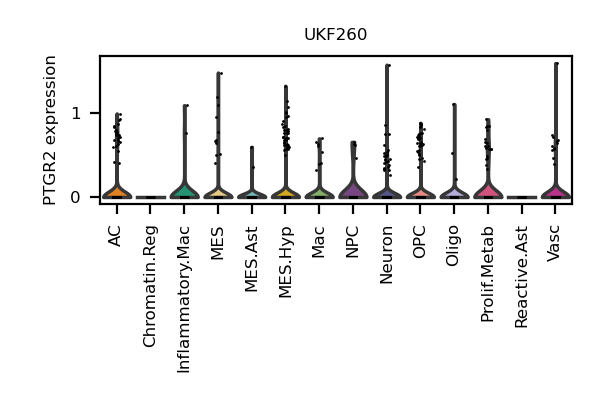 UKF260
PTGR2 expression
1
0
AC
Chromatin.Reg
Inflammatory.Mac
MES
MES.Ast
MES.Hyp
Mac
NPC
Neuron
OPC
Oligo
Prolif.Metab
Reactive.Ast
Vasc